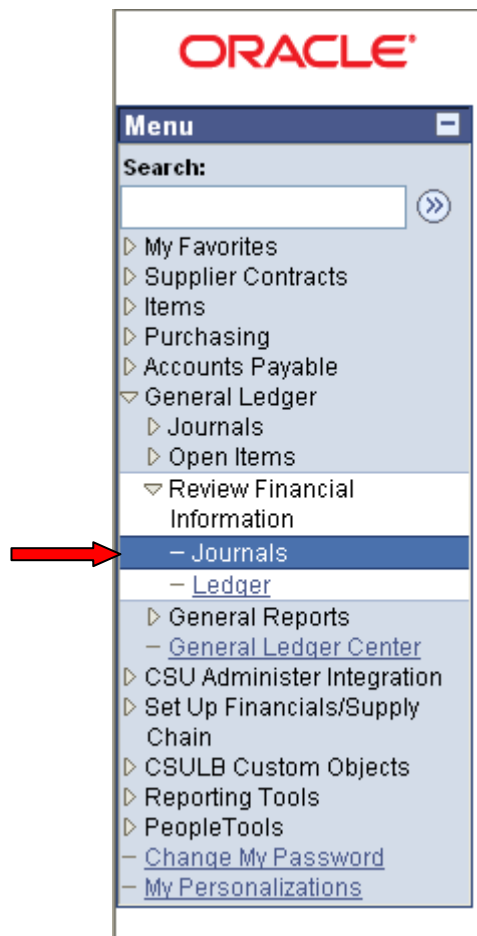 ORACLE
Menu
Search:
My Favorites
Supplier Contracts
Items
Purchasing
Accounts Payable
General Ledger
Journals
Open Items
Review Financial
Information
– Journals
– Ledger
General Reports
– General Ledger Center
CSU Administer Integration
Set Up Financials/Supply
Chain
CSULB Custom Objects
Reporting Tools
PeopleTools
– Change My Password
– My Personalizations